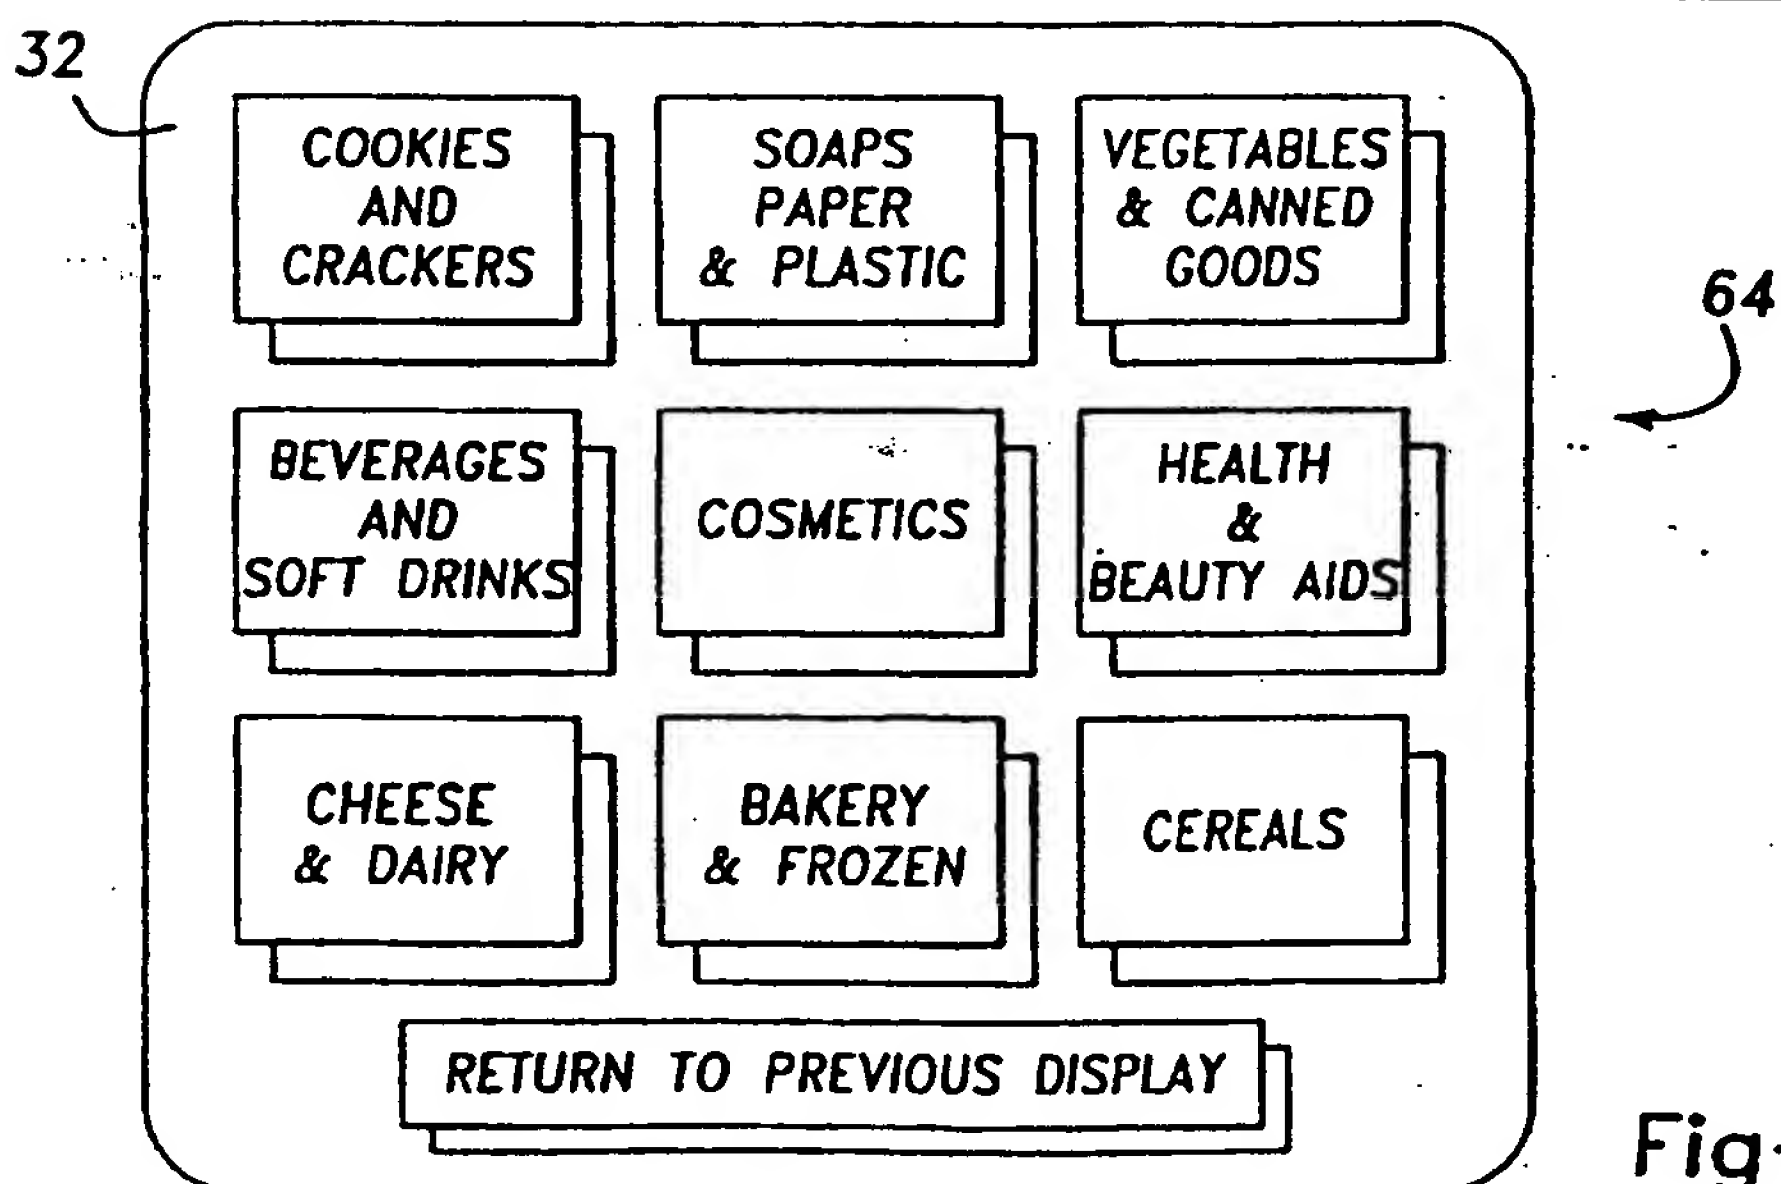 32
COOKIES
AND
CRACKERS
SOAPS
PAPER
& PLASTIC
VEGETABLES
& CANNED
GOODS
64
BEVERAGES
AND
SOFT DRINKS
COSMETICS
HEALTH
&
BEAUTY AIDS
CHEESE
& DAIRY
BAKERY
& FROZEN
CEREALS
RETURN TO PREVIOUS DISPLAY
Fig.